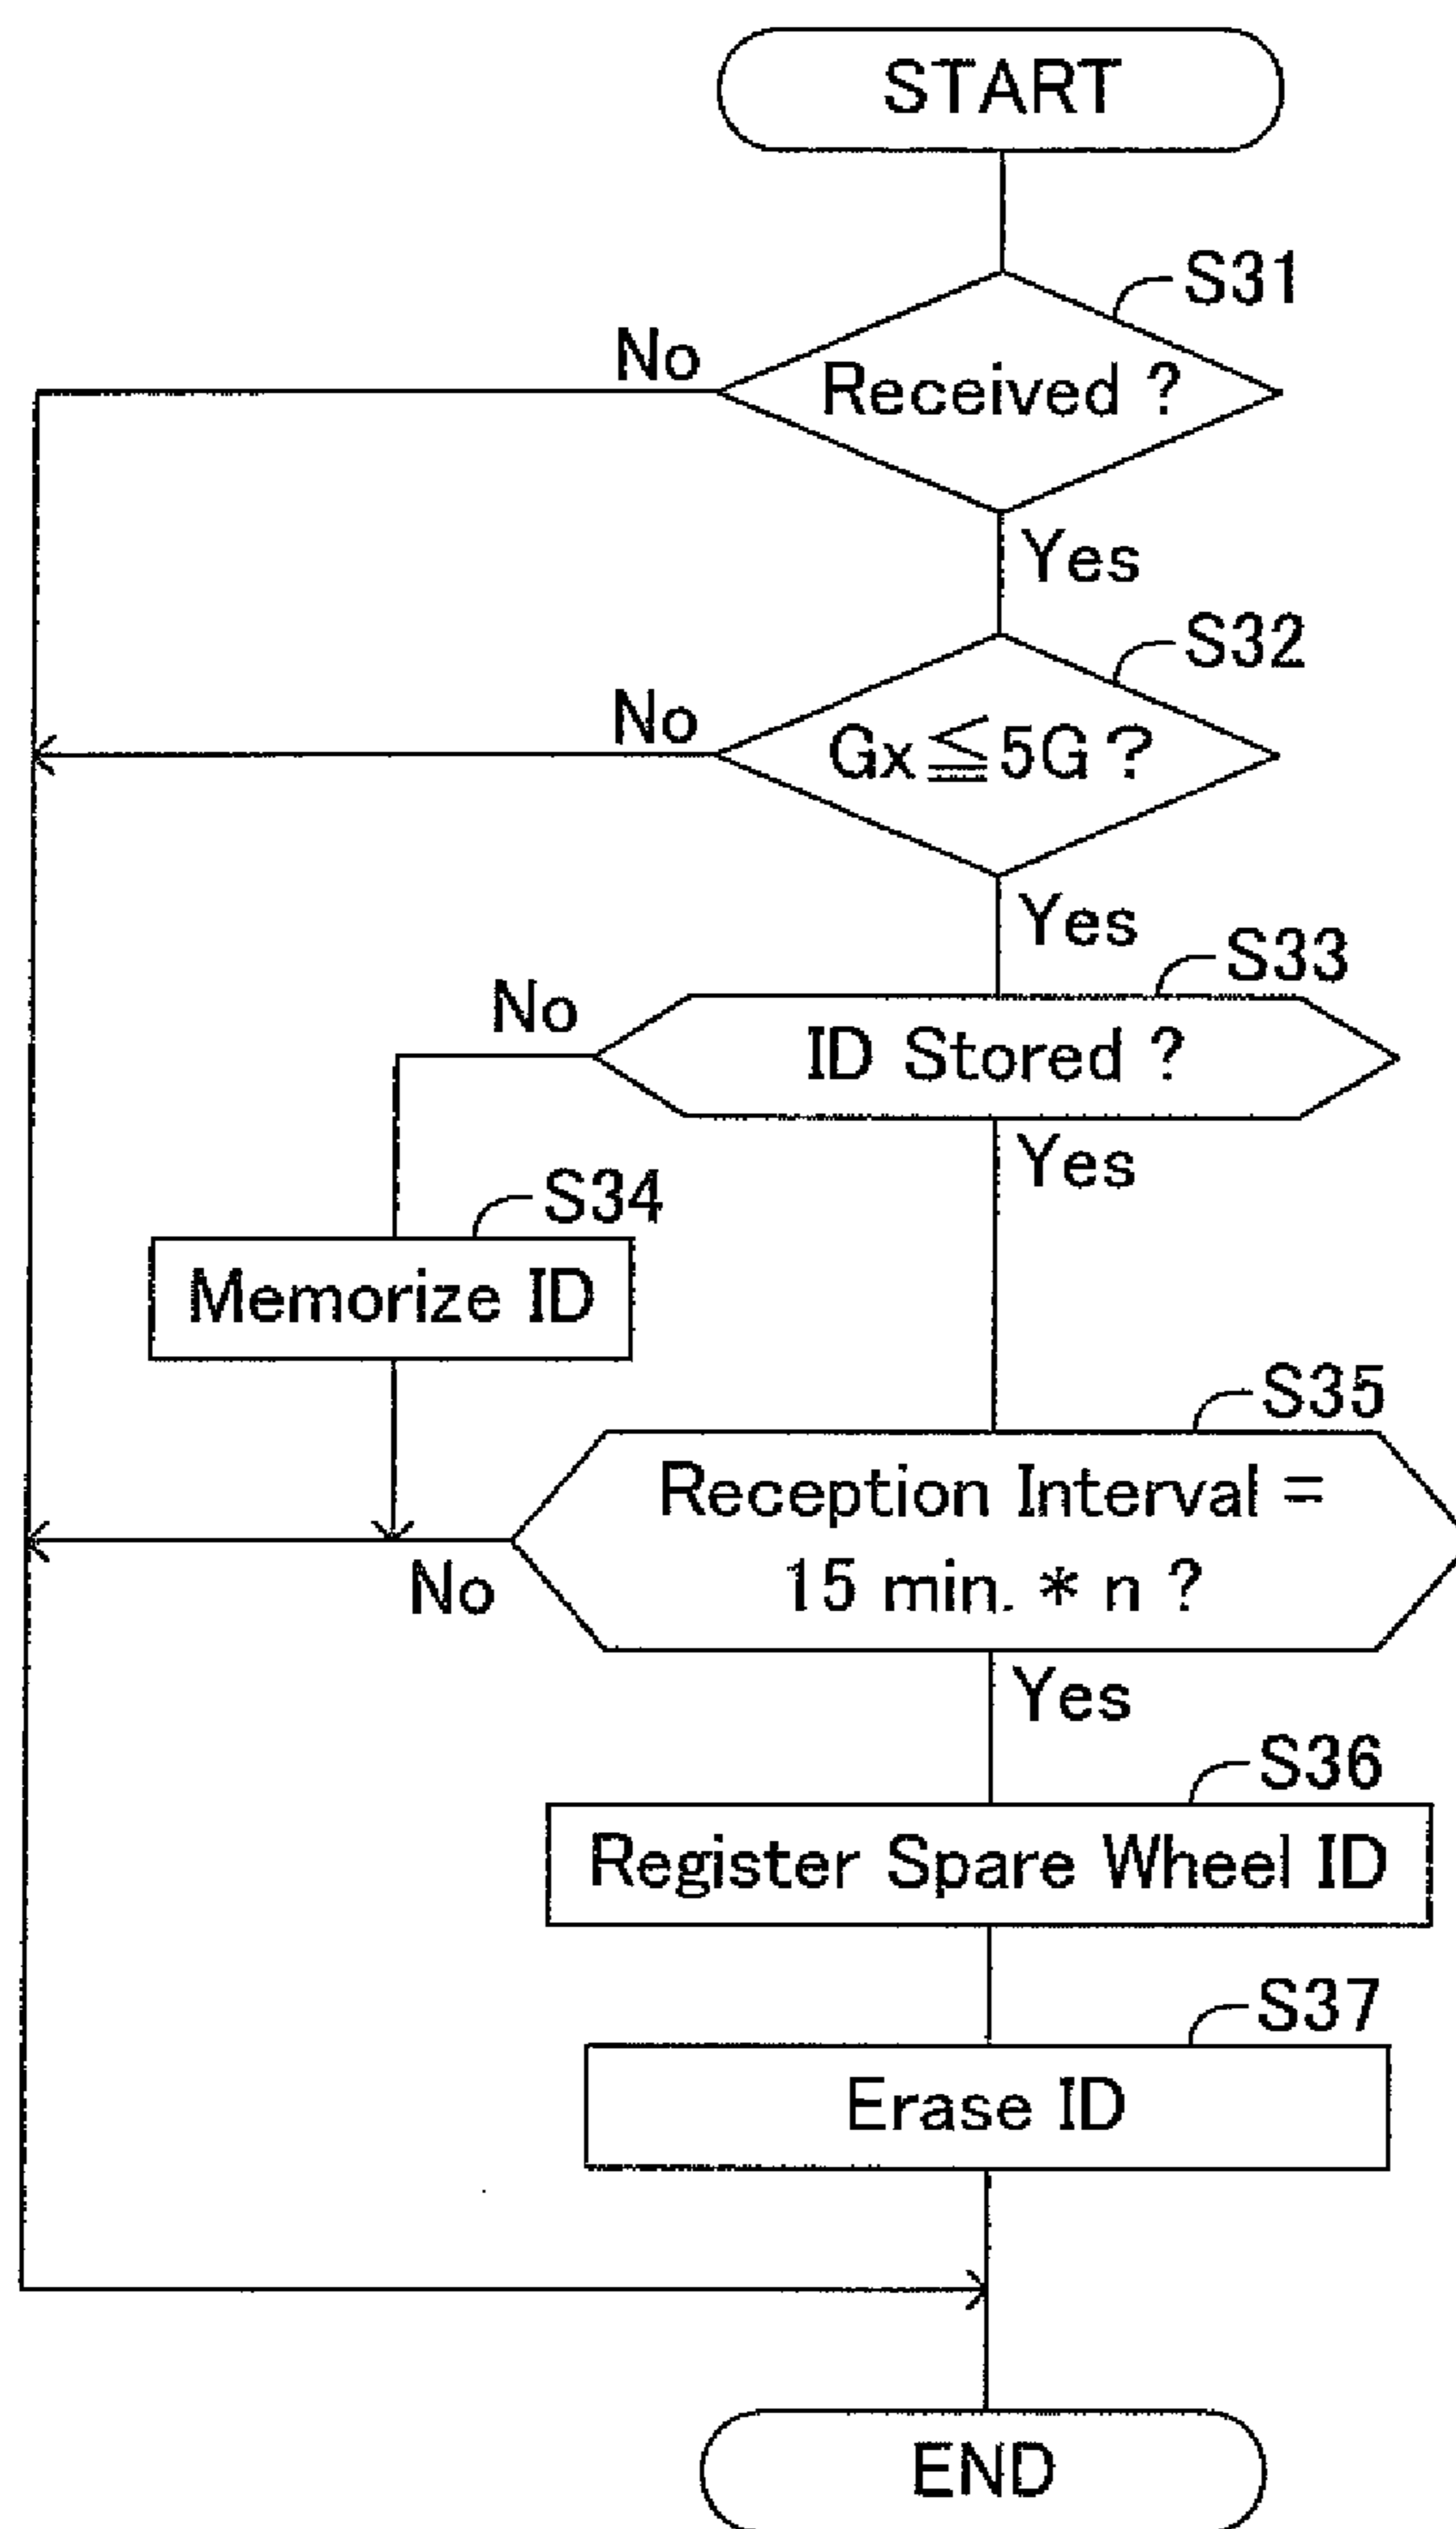 START
S31
No
Received ?
Yes
S32
No
Gx≦5G ?
Yes
S33
No
ID Stored ?
Yes
S34
Memorize ID
S35
Reception Interval =
15 min. * n ?
No
Yes
S36
Register Spare Wheel ID
S37
Erase ID
END